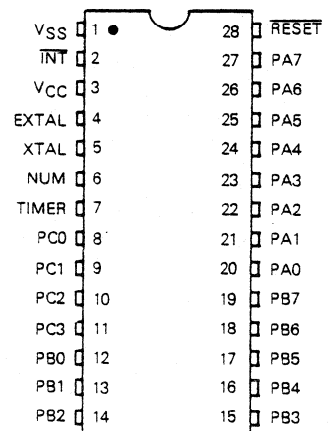 VSS 1 28 RESET
INT 2 27 PA7
VCC 3 26 PA6
EXTAL 4 25 PA5
XTAL 5 24 PA4
NUM 6 23 PA3
TIMER 7 22 PA2
PC0 8 21 PA1
PC1 9 20 PA0
PC2 10 19 PB7
PC3 11 18 PB6
PB0 12 17 PB5
PB1 13 16 PB4
PB2 14 15 PB3